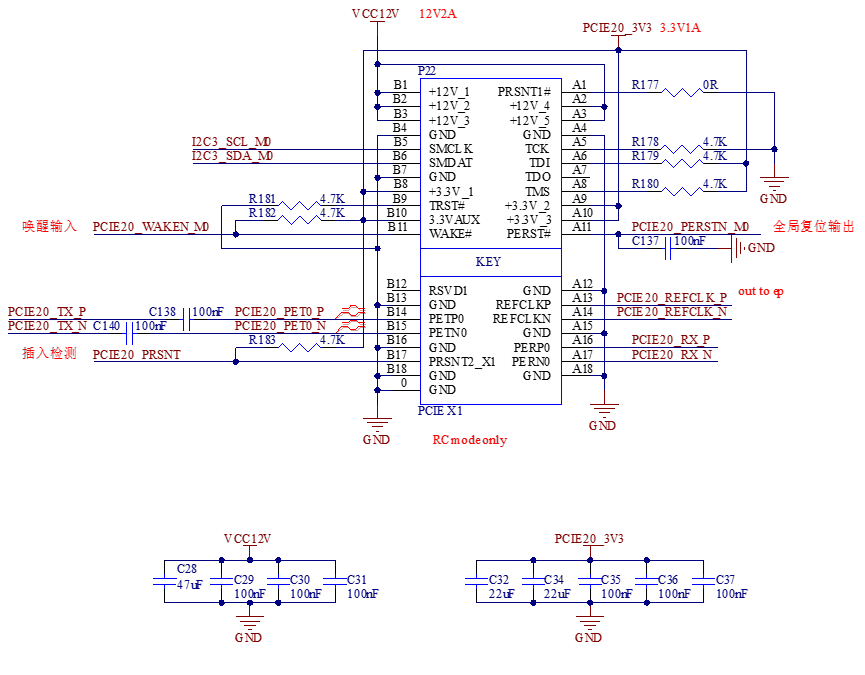 VCC12V 12V2A
PCIE20_3V3 3.3V1A
P22
B1 +12V_1 PRSNT1# A1 R177 0R
B2 +12V_2 +12V_4 A2
B3 +12V_3 +12V_5 A3
B4 GND GND A4
I2C3_SCL_M0 B5 SMCLK TCK A5 R178 4.7K
I2C3_SDA_M0 B6 SMDAT TDI A6 R179 4.7K
B7 GND TDO A7
B8 +3.3V_1 TMS A8 R180 4.7K
GND
R181 4.7K B9 TRST# +3.3V_2 A9
R182 4.7K B10 3.3VAUX +3.3V_3 A10
唤醒输入 PCIE20_WAKEN_M0 B11 WAKE# PERST# A11 PCIE20_PERSTN_M0 全局复位输出
C137 100nF GND
KEY
B12 RSVD1 GND A12 out to ep
B13 GND REFCLKP A13 PCIE20_REFCLK_P
PCIE20_TX_P C138 100nF PCIE20_PET0_P B14 PETP0 REFCLKN A14 PCIE20_REFCLK_N
PCIE20_TX_N C140 100nF PCIE20_PET0_N B15 PETN0 GND A15
R183 4.7K B16 GND PERP0 A16 PCIE20_RX_P
插入检测 PCIE20_PRSNT B17 PRSNT2_X1 PERN0 A17 PCIE20_RX_N
B18 GND GND A18
0 GND
PCIE X1
GND GND
RC mode only
VCC12V PCIE20_3V3
C28 47uF C29 100nF C30 100nF C31 100nF
C32 22uF C34 22uF C35 100nF C36 100nF C37 100nF
GND GND